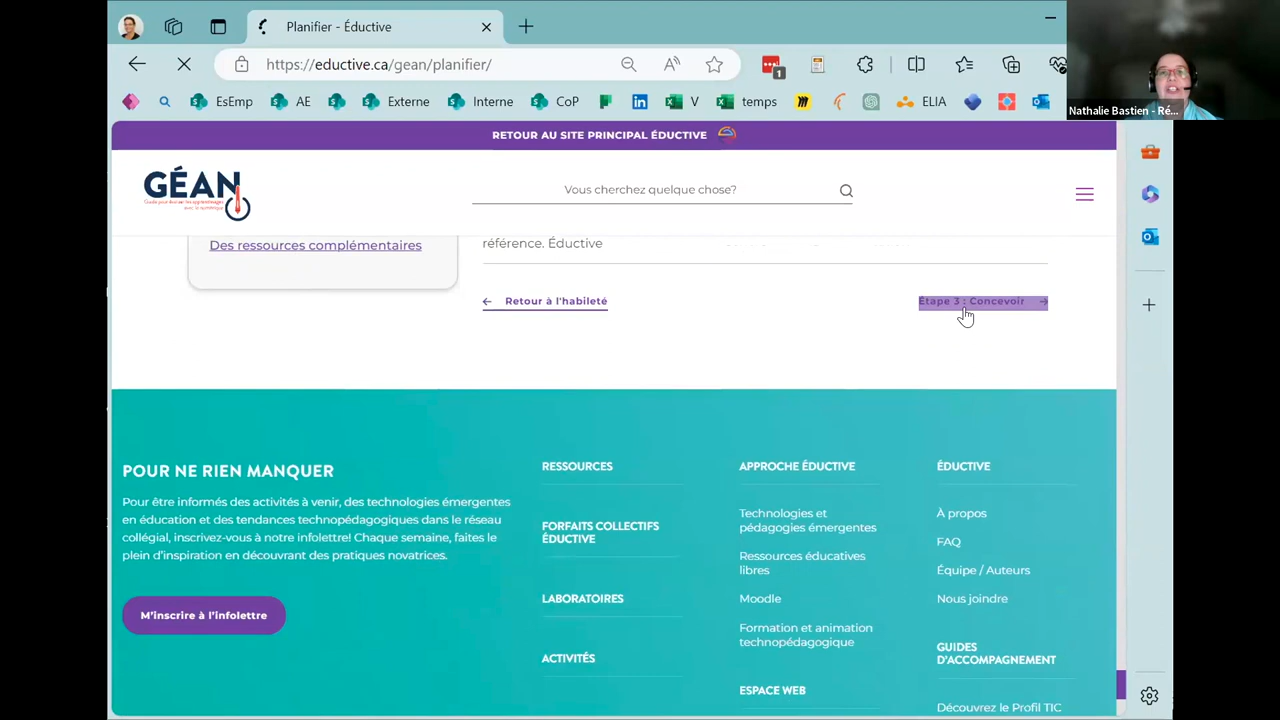 Planifier - Éductive
https://eductive.ca/gean/planifier/
1
EsEmp
AE
Externe
Interne
CoP
V
temps
ELIA
Nathalie Bastien - Ré...
RETOUR AU SITE PRINCIPAL ÉDUCTIVE
GÉAN
Vous cherchez quelque chose?
Des ressources complémentaires
référence. Éductive
Retour à l'habileté
Étape 3 : Concevoir
POUR NE RIEN MANQUER
Pour être informés des activités à venir, des technologies émergentes
en éducation et des tendances technopédagogiques dans le réseau
collégial, inscrivez-vous à notre infolettre! Chaque semaine, faites le
plein d'inspiration en découvrant des pratiques novatrices.
M'inscrire à l'infolettre
RESSOURCES
FORFAITS COLLECTIFS
ÉDUCTIVE
LABORATOIRES
ACTIVITÉS
APPROCHE ÉDUCTIVE
Technologies et
pédagogies émergentes
Ressources éducatives
libres
Moodle
Formation et animation
technopédagogique
ESPACE WEB
ÉDUCTIVE
À propos
FAQ
Équipe / Auteurs
Nous joindre
GUIDES
D'ACCOMPAGNEMENT
Découvrez le Profil TIC